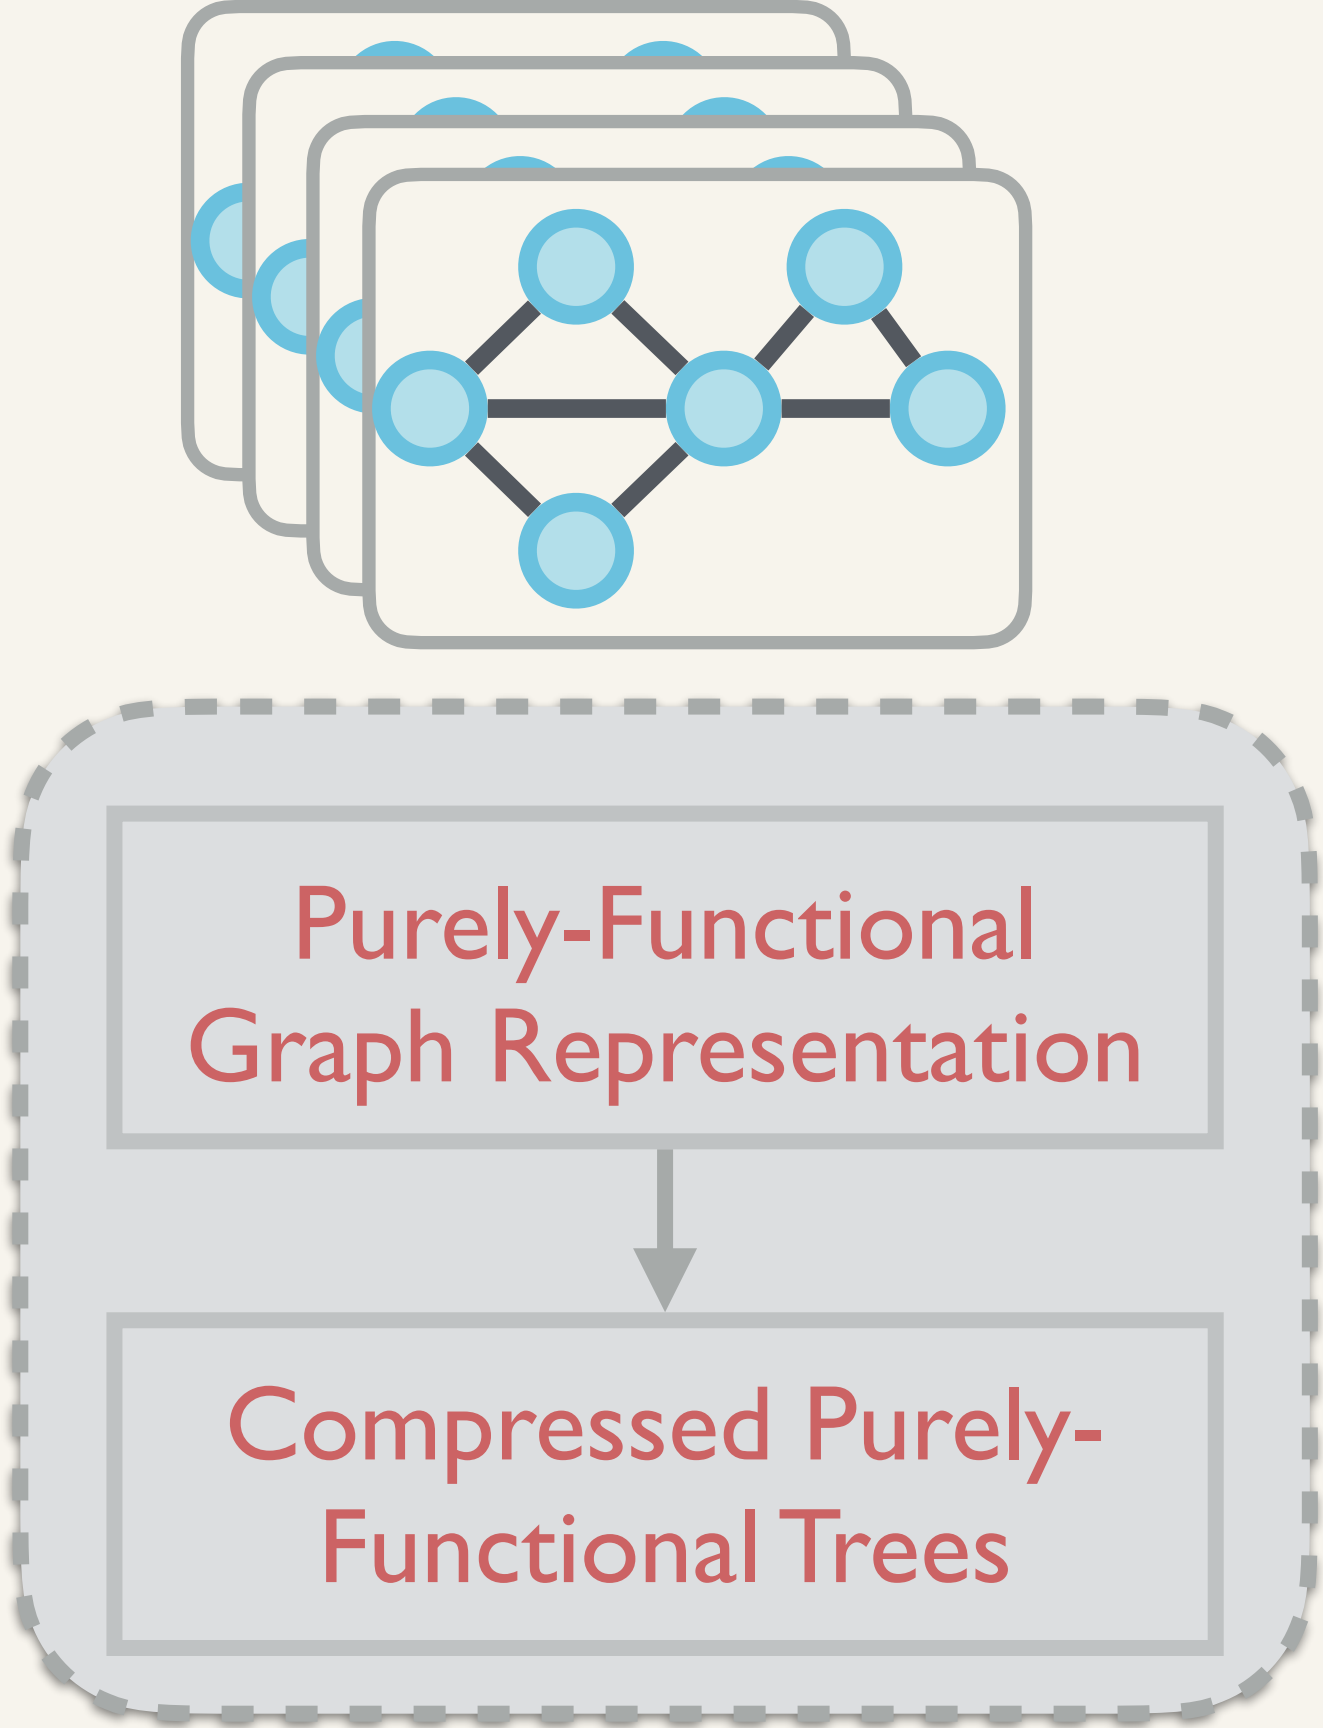 Purely-Functional
Graph Representation
Compressed Purely-
Functional Trees